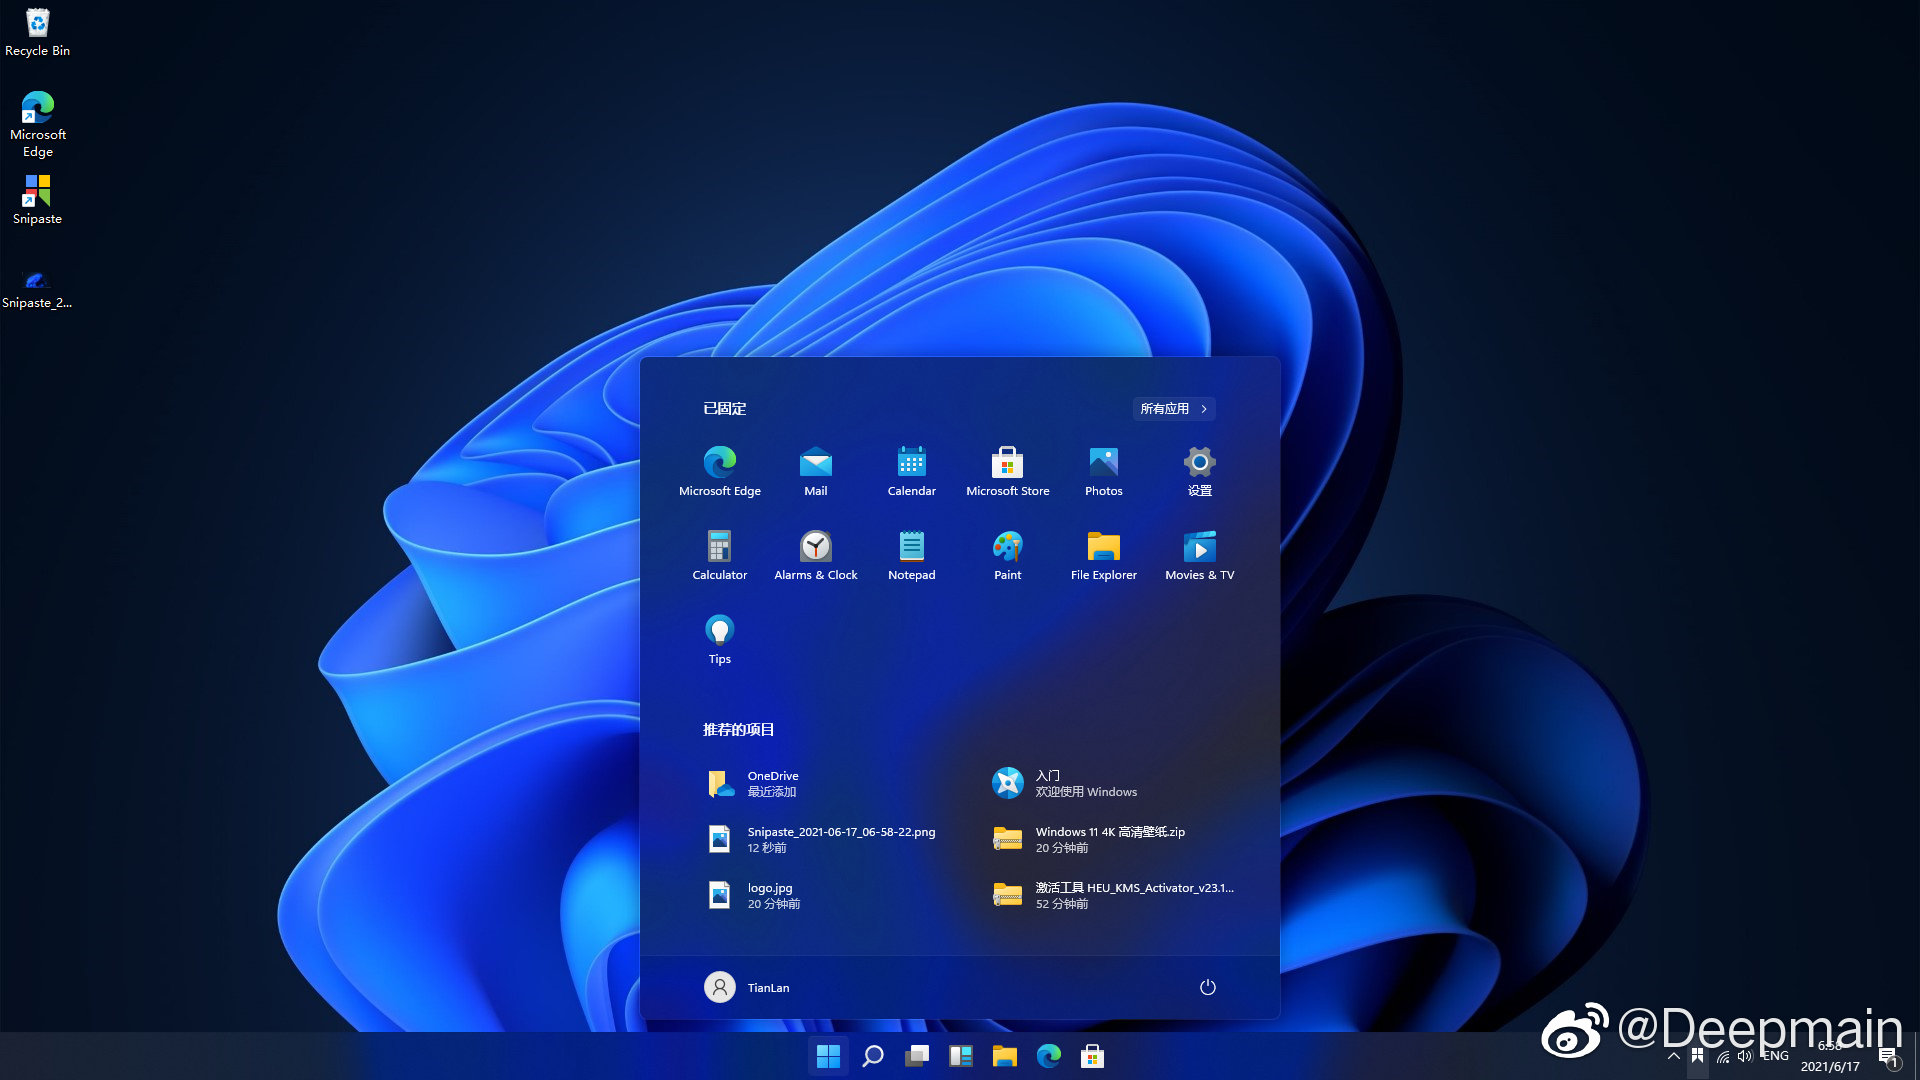 Recycle Bin
Microsoft
Edge
Snipaste
Snipaste_2...
已固定
所有应用
Microsoft Edge
Mail
Calendar
Microsoft Store
Photos
设置
Calculator
Alarms & Clock
Notepad
Paint
File Explorer
Movies & TV
Tips
推荐的项目
OneDrive
最近添加
入门
欢迎使用 Windows
Snipaste_2021-06-17_06-58-22.png
12 秒前
Windows 11 4K 高清壁纸.zip
20 分钟前
logo.jpg
20 分钟前
激活工具 HEU_KMS_Activator_v23.1...
52 分钟前
TianLan
@Deepmain
ENG
6:58
2021/6/17
1